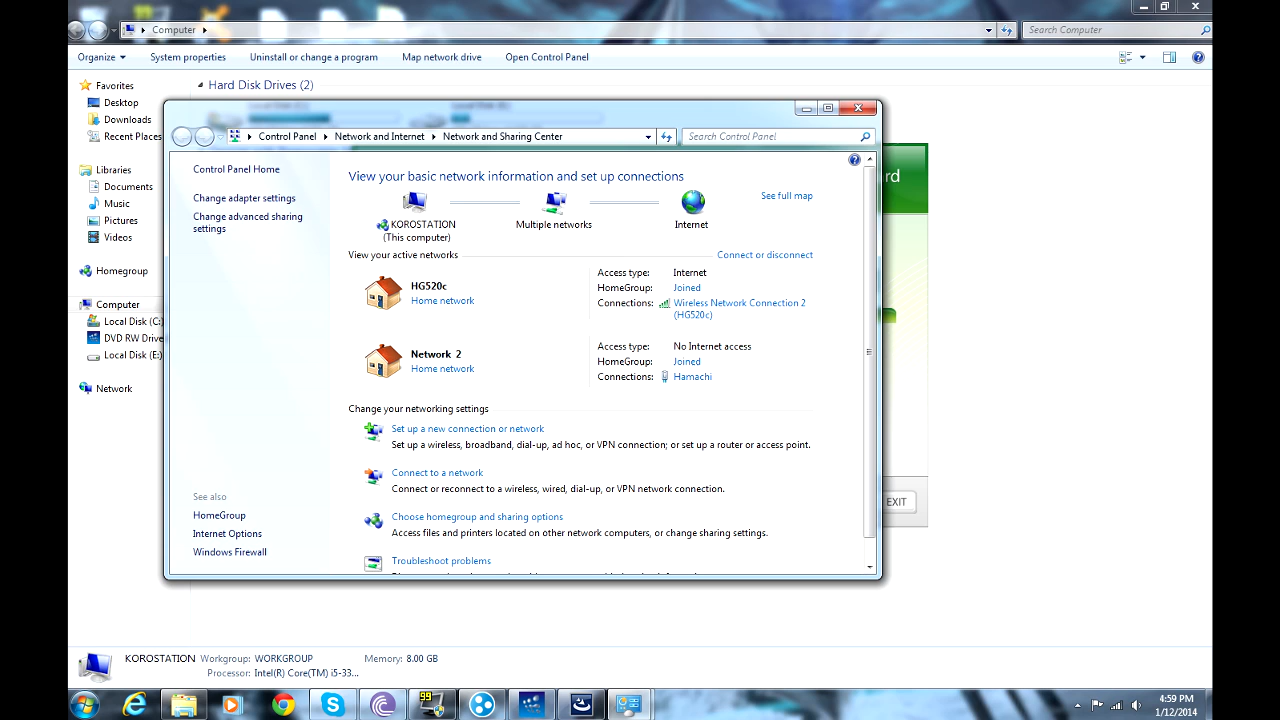 Computer
Search Computer
Organize
System properties
Uninstall or change a program
Map network drive
Open Control Panel
Favorites
Desktop
Downloads
Recent Places
Libraries
Documents
Music
Pictures
Videos
Homegroup
Computer
Local Disk (C:
DVD RW Drive
Local Disk (E:)
Network
Hard Disk Drives (2)
Control Panel
Network and Internet
Network and Sharing Center
Search Control Panel
Control Panel Home
Change adapter settings
Change advanced sharing
settings
See also
HomeGroup
Internet Options
Windows Firewall
View your basic network information and set up connections
KOROSTATION
(This computer)
Multiple networks
Internet
See full map
View your active networks
Connect or disconnect
HG520c
Home network
Access type: Internet
HomeGroup: Joined
Connections: Wireless Network Connection 2
(HG520c)
Network 2
Home network
Access type: No Internet access
HomeGroup: Joined
Connections: Hamachi
Change your networking settings
Set up a new connection or network
Set up a wireless, broadband, dial-up, ad hoc, or VPN connection; or set up a router or access point.
Connect to a network
Connect or reconnect to a wireless, wired, dial-up, or VPN network connection.
Choose homegroup and sharing options
Access files and printers located on other network computers, or change sharing settings.
Troubleshoot problems
rd
EXIT
KOROSTATION Workgroup: WORKGROUP Memory: 8.00 GB
Processor: Intel(R) Core(TM) i5-33...
99
4:59 PM
1/12/2014